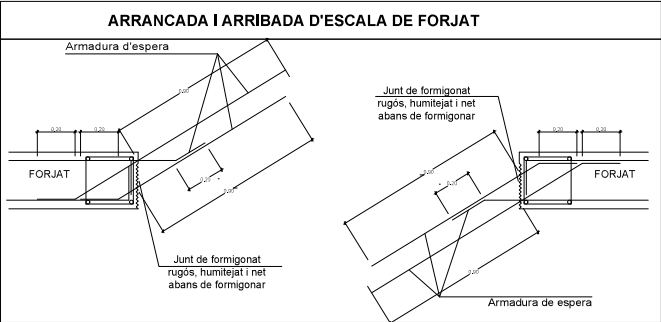 ARRANCADA I ARRIBADA D'ESCALA DE FORJAT
Armadura d'espera
0,20
0,20
FORJAT
Junt de formigonat
rugós, humitejat i net
abans de formigonar
Junt de formigonat
rugós, humitejat i net
abans de formigonar
0,20
0,20
FORJAT
Armadura de espera